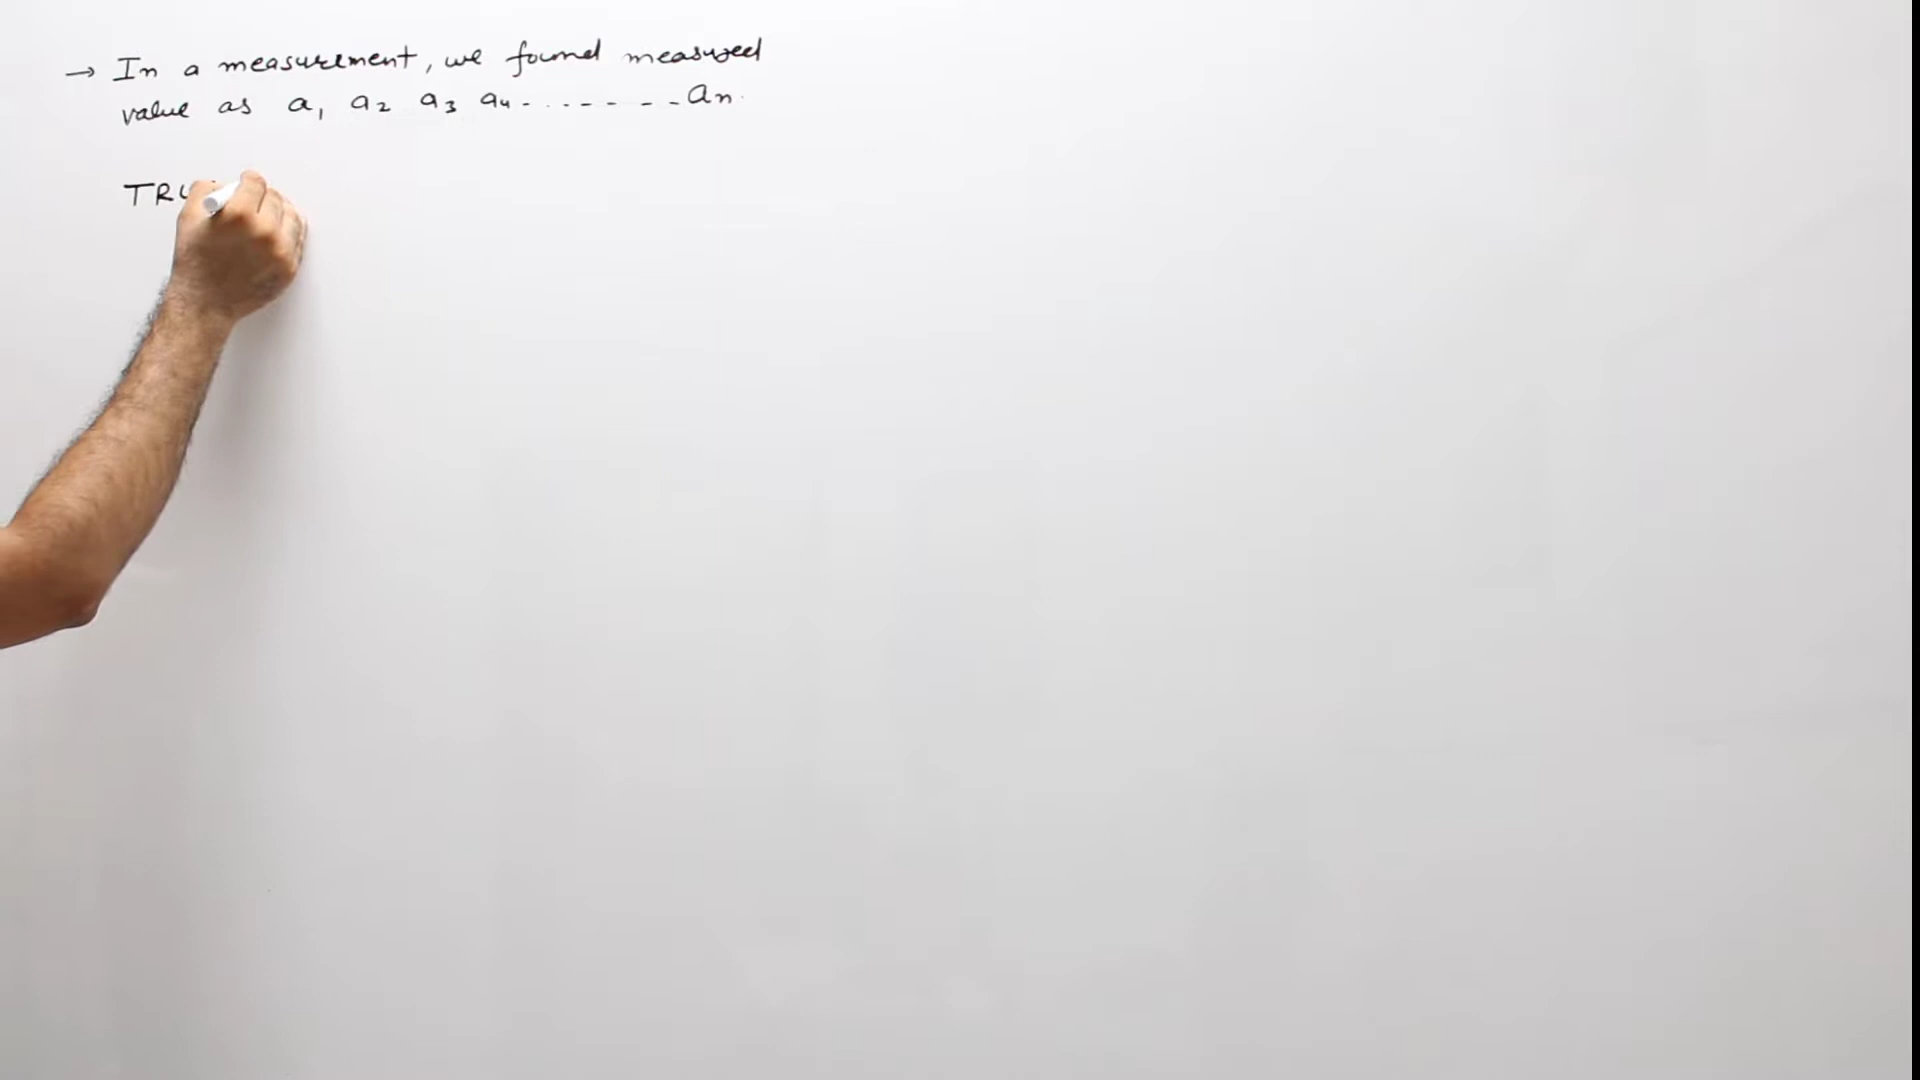 → In a measurement, we found measured
value as a₁ a₂ a₃ a₄ - . . - - - - - an.